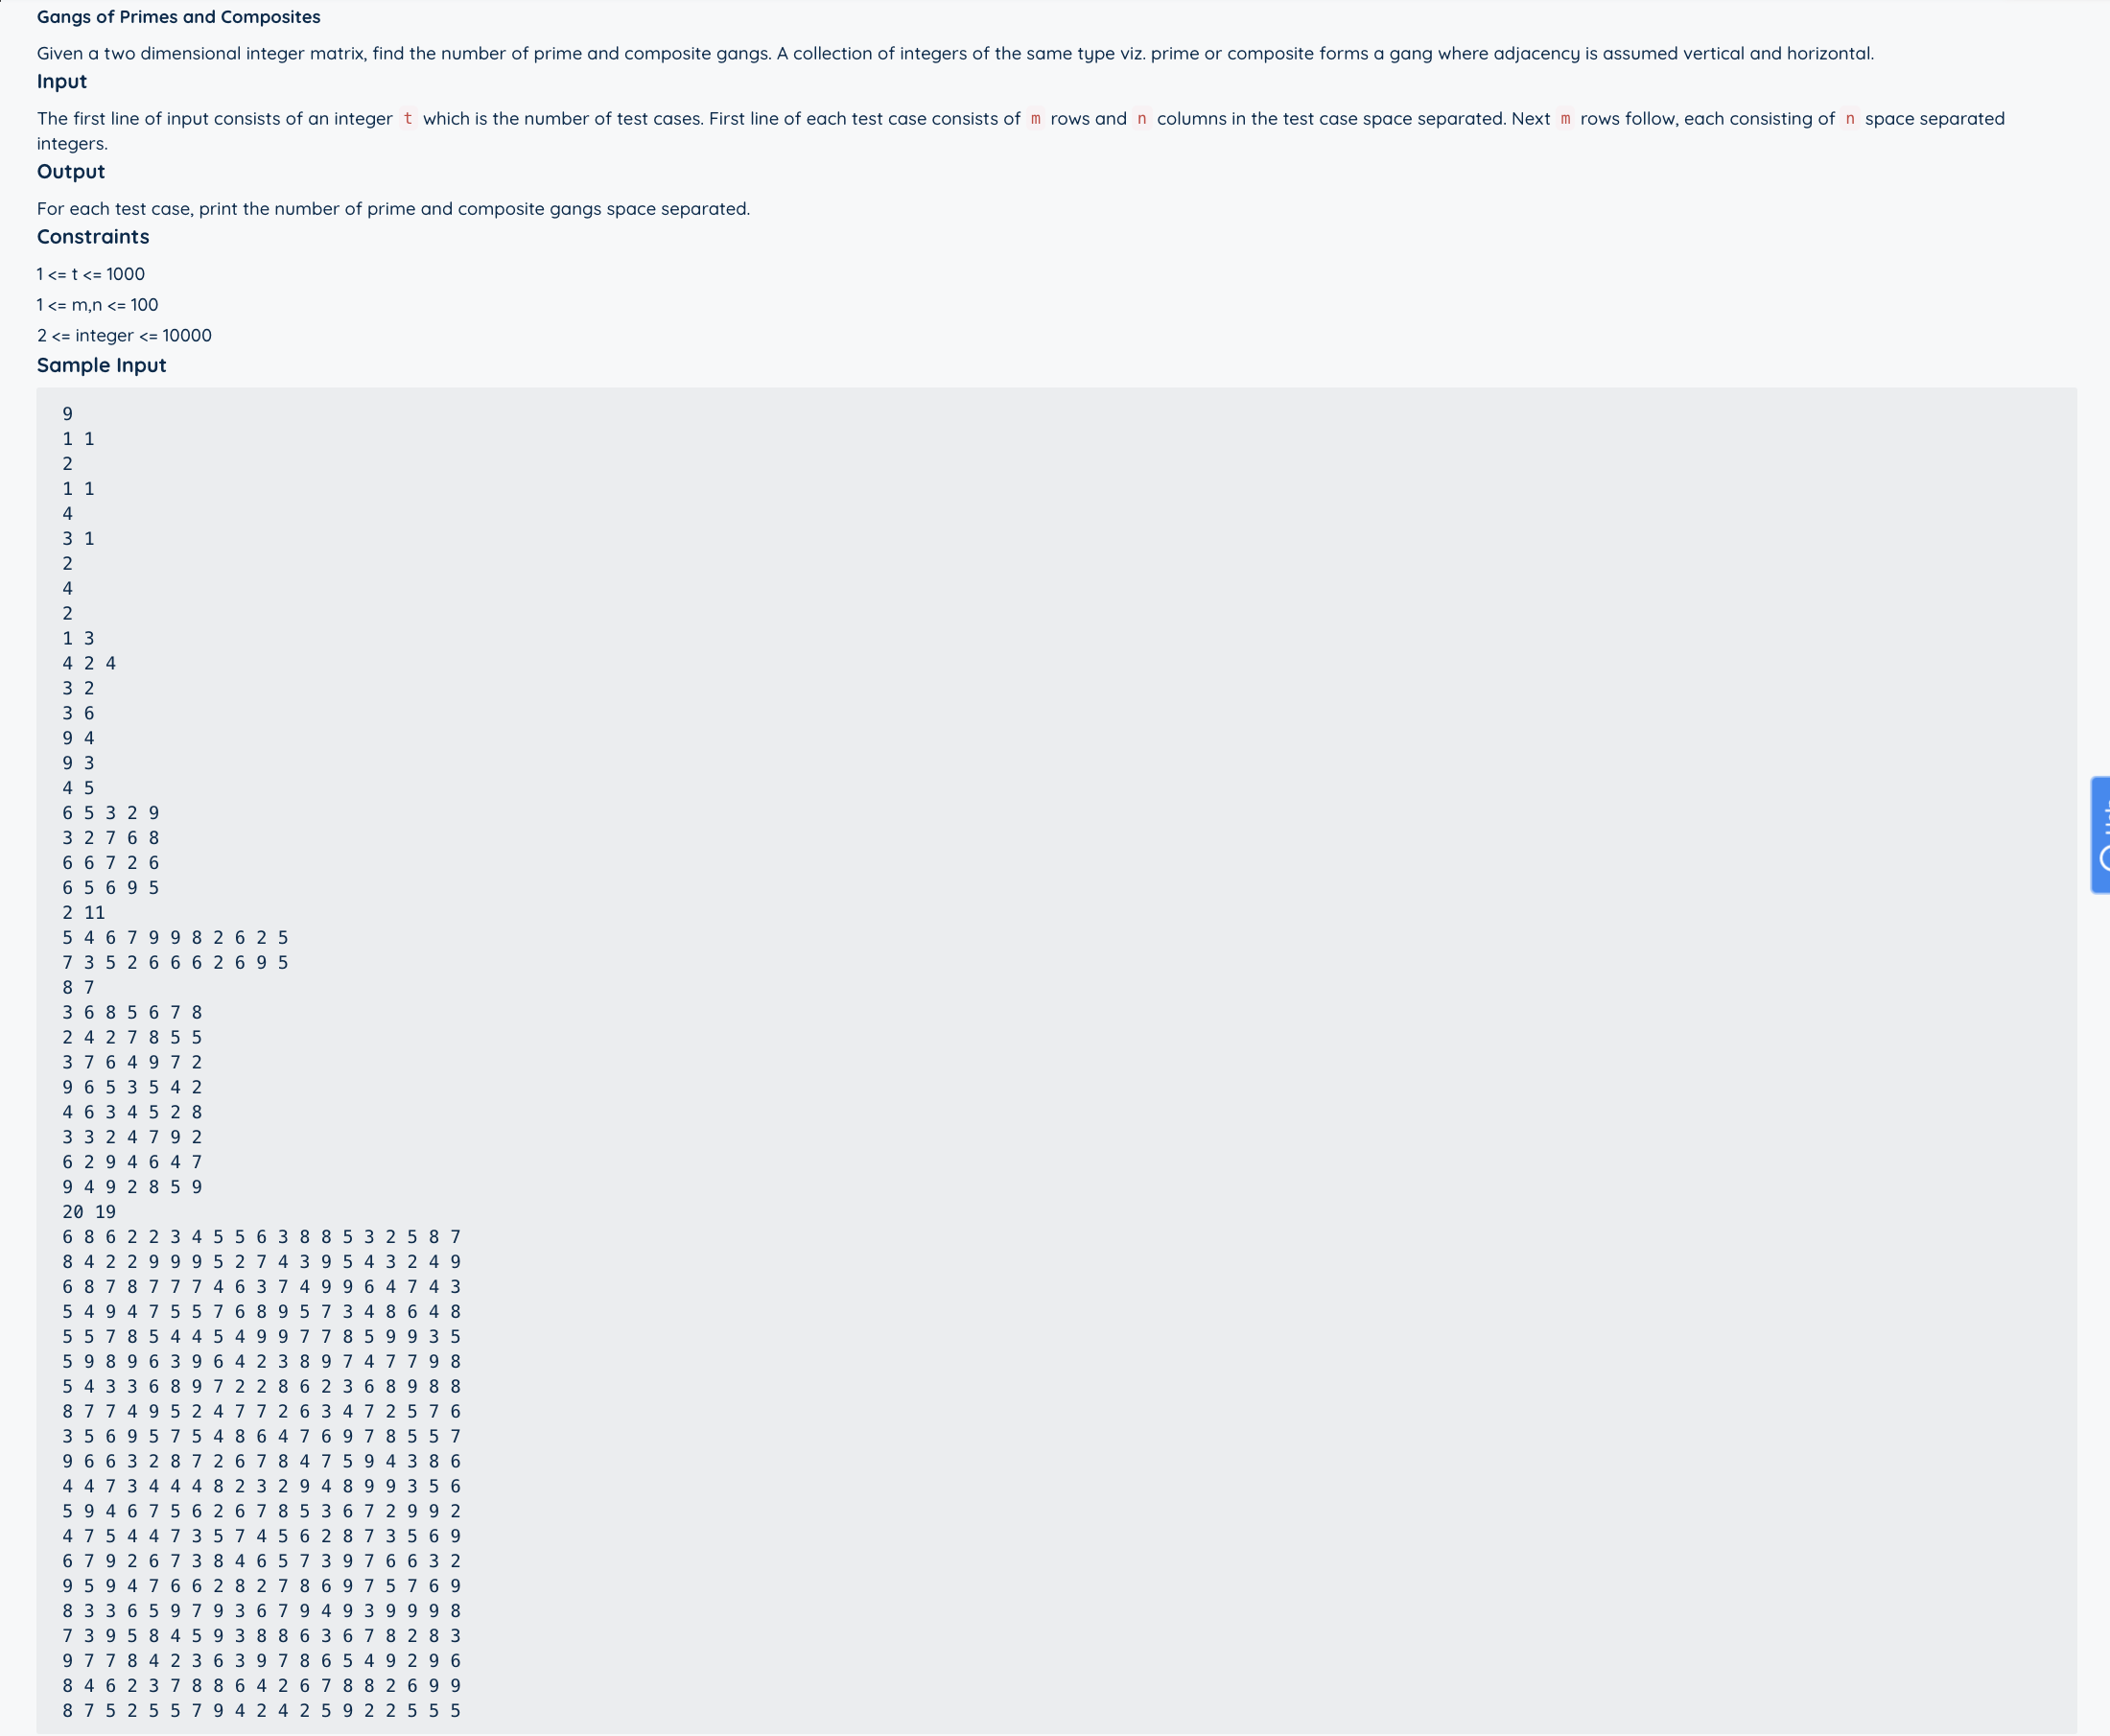 Gangs of Primes and Composites
Given a two dimensional integer matrix, find the number of prime and composite gangs. A collection of integers of the same type viz. prime or composite forms a gang where adjacency is assumed vertical and horizontal.
Input
The first line of input consists of an integer t which is the number of test cases. First line of each test case consists of m rows and n columns in the test case space separated. Next m rows follow, each consisting of n space separated
integers.
Output
For each test case, print the number of prime and composite gangs space separated.
Constraints
1 <= t <= 1000
1 <= m,n <= 100
2 <= integer <= 10000
Sample Input
9
1 1
2
1 1
4
3 1
2
4
2
1 3
4 2 4
3 2
3 6
9 4
9 3
4 5
6 5 3 2 9
3 2 7 6 8
6 6 7 2 6
6 5 6 9 5
2 11
5 4 6 7 9 9 8 2 6 2 5
7 3 5 2 6 6 6 2 6 9 5
8 7
3 6 8 5 6 7 8
2 4 2 7 8 5 5
3 7 6 4 9 7 2
9 6 5 3 5 4 2
4 6 3 4 5 2 8
3 3 2 4 7 9 2
6 2 9 4 6 4 7
9 4 9 2 8 5 9
20 19
6 8 6 2 2 3 4 5 5 6 3 8 8 5 3 2 5 8 7
8 4 2 2 9 9 9 5 2 7 4 3 9 5 4 3 2 4 9
6 8 7 8 7 7 7 4 6 3 7 4 9 9 6 4 7 4 3
5 4 9 4 7 5 5 7 6 8 9 5 7 3 4 8 6 4 8
5 5 7 8 5 4 4 5 4 9 9 7 7 8 5 9 9 3 5
5 9 8 9 6 3 9 6 4 2 3 8 9 7 4 7 7 9 8
5 4 3 3 6 8 9 7 2 2 8 6 2 3 6 8 9 8 8
8 7 7 4 9 5 2 4 7 7 2 6 3 4 7 2 5 7 6
3 5 6 9 5 7 5 4 8 6 4 7 6 9 7 8 5 5 7
9 6 6 3 2 8 7 2 6 7 8 4 7 5 9 4 3 8 6
4 4 7 3 4 4 4 8 2 3 2 9 4 8 9 9 3 5 6
5 9 4 6 7 5 6 2 6 7 8 5 3 6 7 2 9 9 2
4 7 5 4 4 7 3 5 7 4 5 6 2 8 7 3 5 6 9
6 7 9 2 6 7 3 8 4 6 5 7 3 9 7 6 6 3 2
9 5 9 4 7 6 6 2 8 2 7 8 6 9 7 5 7 6 9
8 3 3 6 5 9 7 9 3 6 7 9 4 9 3 9 9 9 8
7 3 9 5 8 4 5 9 3 8 8 6 3 6 7 8 2 8 3
9 7 7 8 4 2 3 6 3 9 7 8 6 5 4 9 2 9 6
8 4 6 2 3 7 8 8 6 4 2 6 7 8 8 2 6 9 9
8 7 5 2 5 5 7 9 4 2 4 2 5 9 2 2 5 5 5